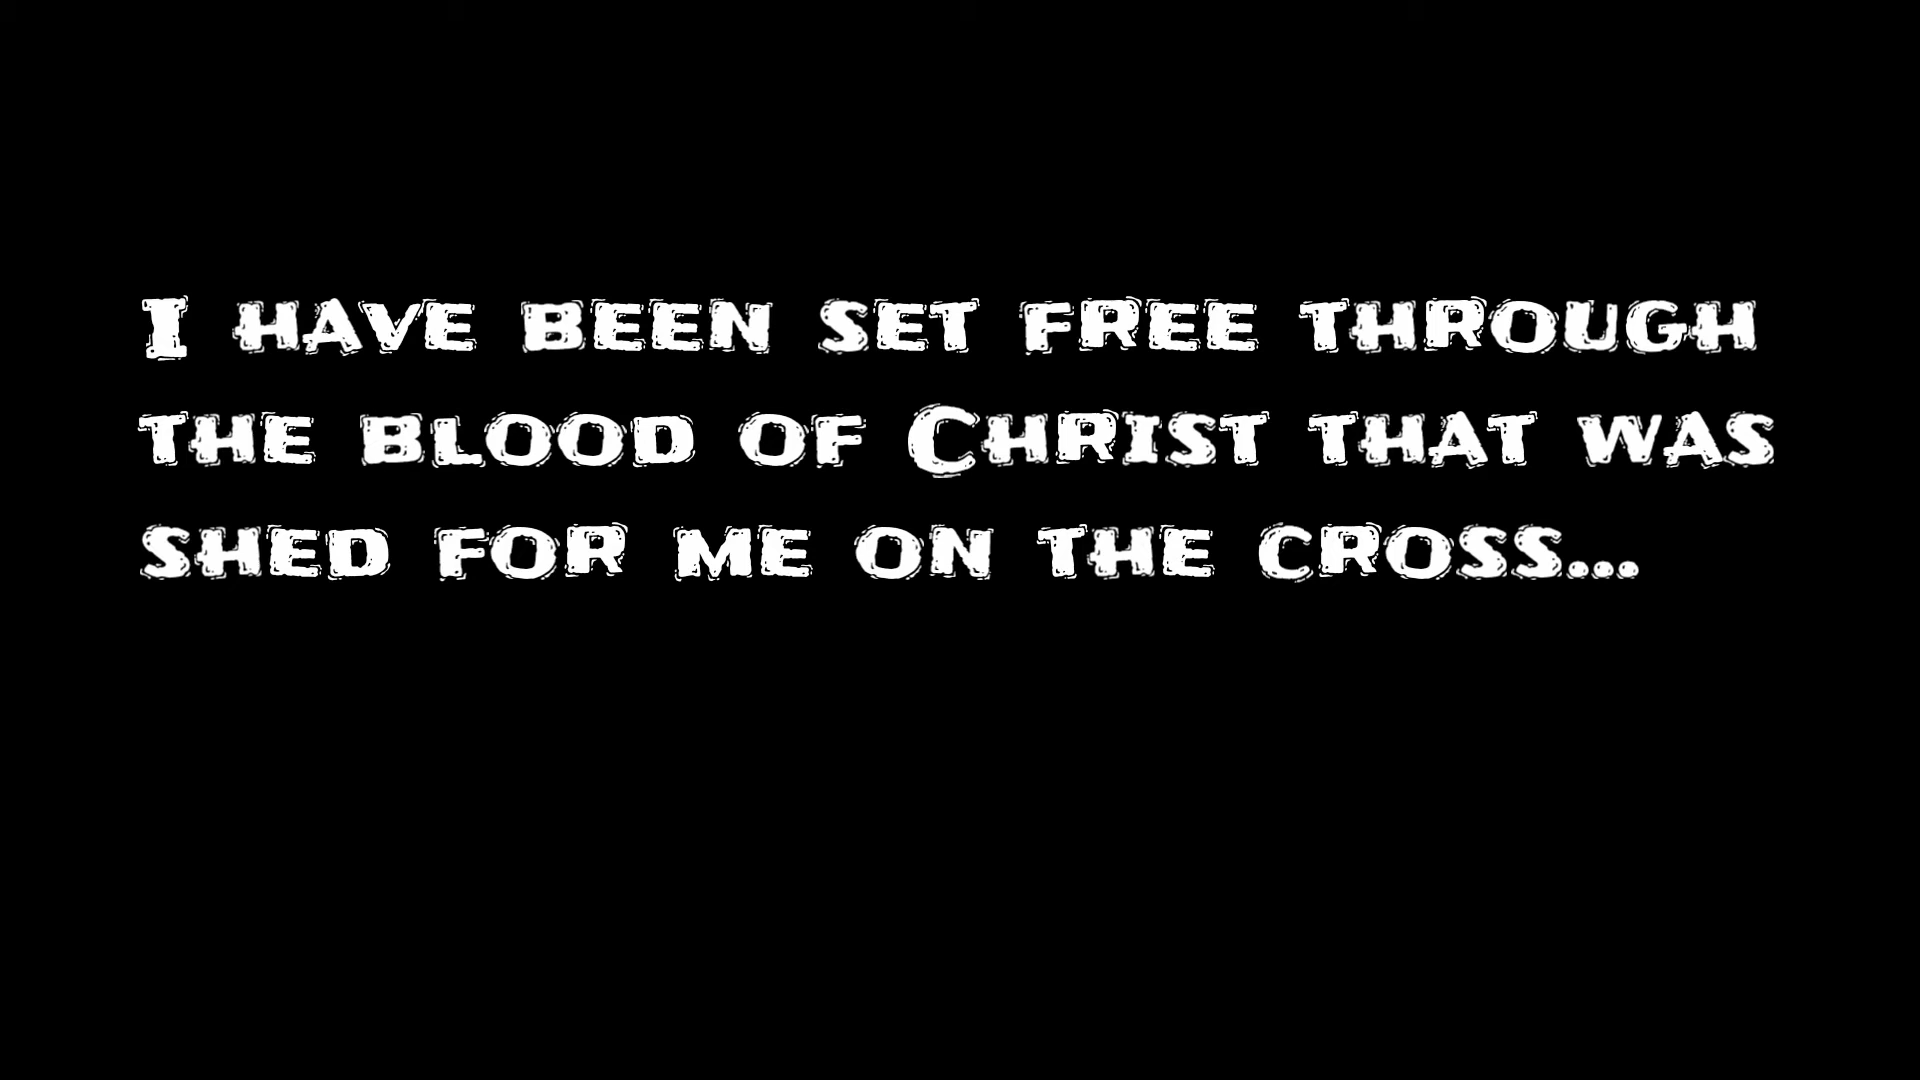 I have been set free through
the blood of Christ that was
shed for me on the cross...